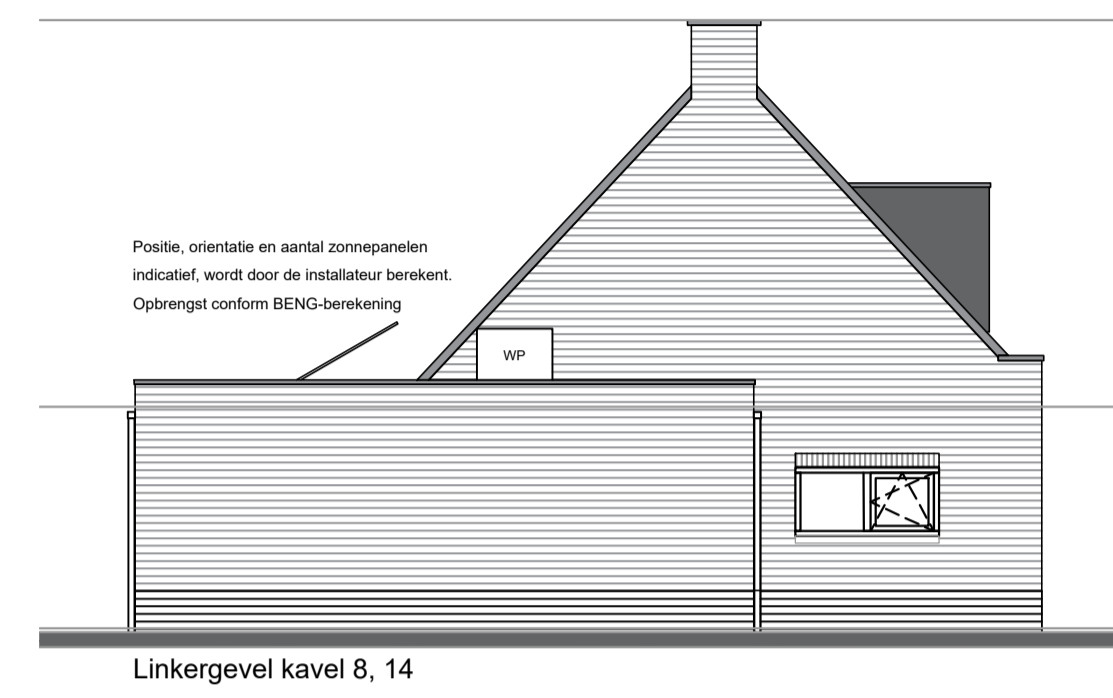 Positie, orientatie en aantal zonnepanelen
indicatief, wordt door de installateur berekent.
Opbrengst conform BENG-berekening
WP
Linkergevel kavel 8, 14